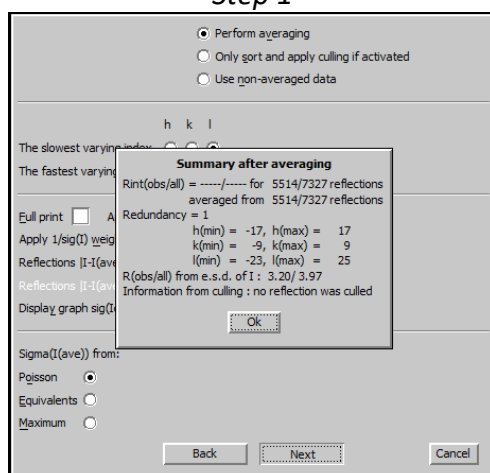 Step 1
Perform averaging
Only sort and apply culling if activated
Use non-averaged data
h k l
The slowest varying index
The fastest varying
Summary after averaging
Rint(obs/all) = -----/----- for 5514/7327 reflections
averaged from 5514/7327 reflections
Redundancy = 1
h(min) = -17, h(max) = 17
k(min) = -9, k(max) = 9
l(min) = -23, l(max) = 25
R(obs/all) from e.s.d. of I : 3.20/ 3.97
Information from culling : no reflection was culled
Ok
Full print A
Apply 1/sig(I) weig
Reflections |I-I(ave
Reflections |I-I(ave
Display graph sig(I
Sigma(I(ave)) from:
Poisson
Equivalents
Maximum
Back Next Cancel